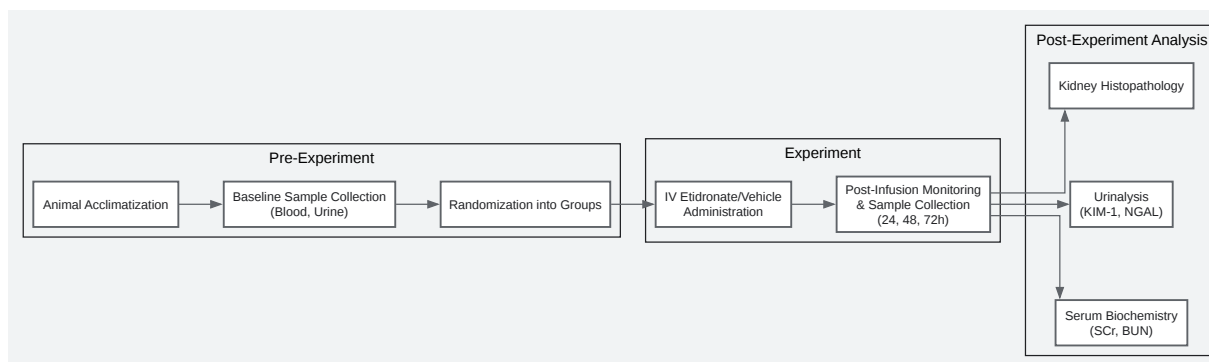 Pre-Experiment
Animal Acclimatization
Baseline Sample Collection
(Blood, Urine)
Randomization into Groups
Experiment
IV Etidronate/Vehicle
Administration
Post-Infusion Monitoring
& Sample Collection
(24, 48, 72h)
Post-Experiment Analysis
Kidney Histopathology
Urinalysis
(KIM-1, NGAL)
Serum Biochemistry
(SCr, BUN)